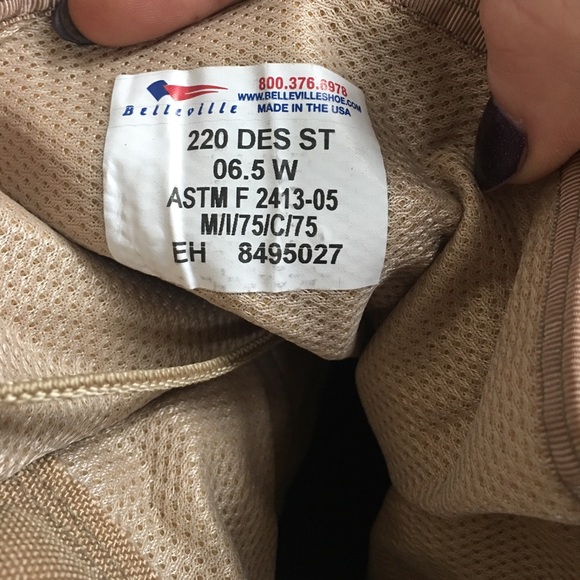 Belleville
800.376.6978
WWW.BELLEVILLESHOE.COM
MADE IN THE USA
220 DES ST
06.5 W
ASTM F 2413-05
M/I/75/C/75
EH 8495027